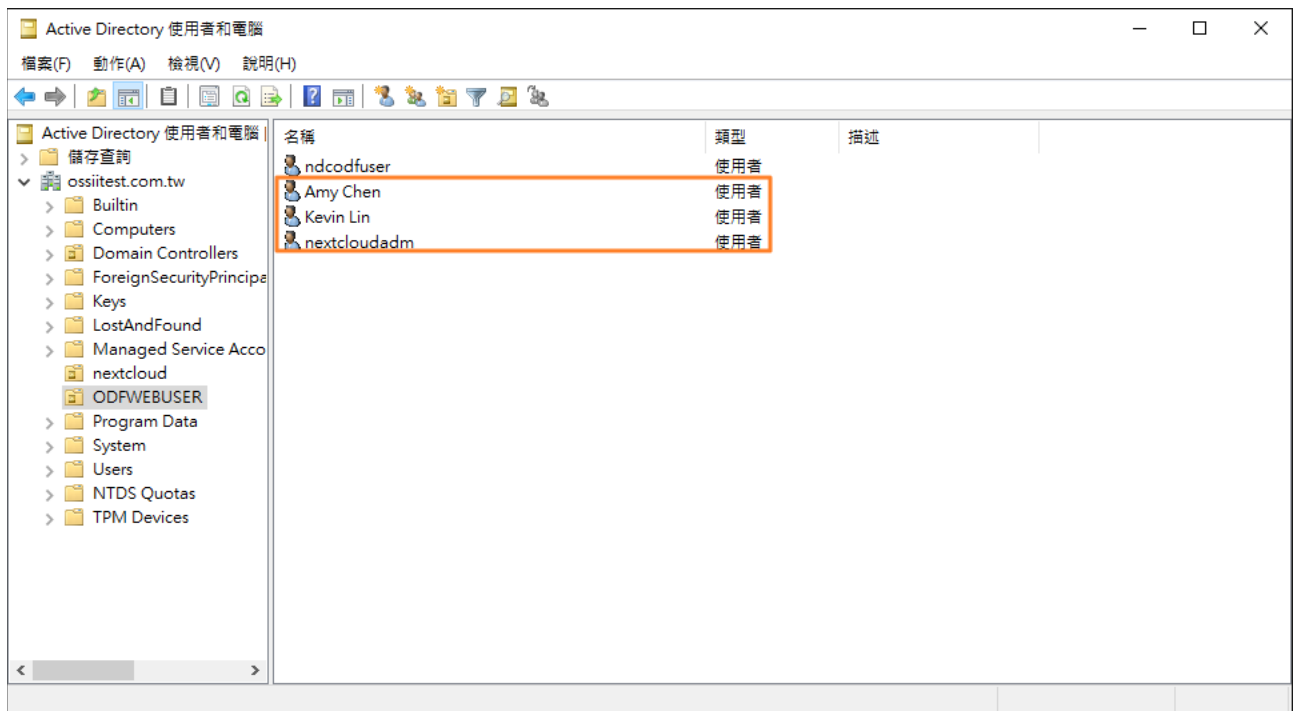 Active Directory 使用者和電腦
檔案(F) 動作(A) 檢視(V) 說明(H)
Active Directory 使用者和電腦
儲存查詢
ossiitest.com.tw
Builtin
Computers
Domain Controllers
ForeignSecurityPrincipa
Keys
LostAndFound
Managed Service Acco
nextcloud
ODFWEBUSER
Program Data
System
Users
NTDS Quotas
TPM Devices
名稱 類型 描述
ndcodfuser 使用者
Amy Chen 使用者
Kevin Lin 使用者
nextcloudadm 使用者